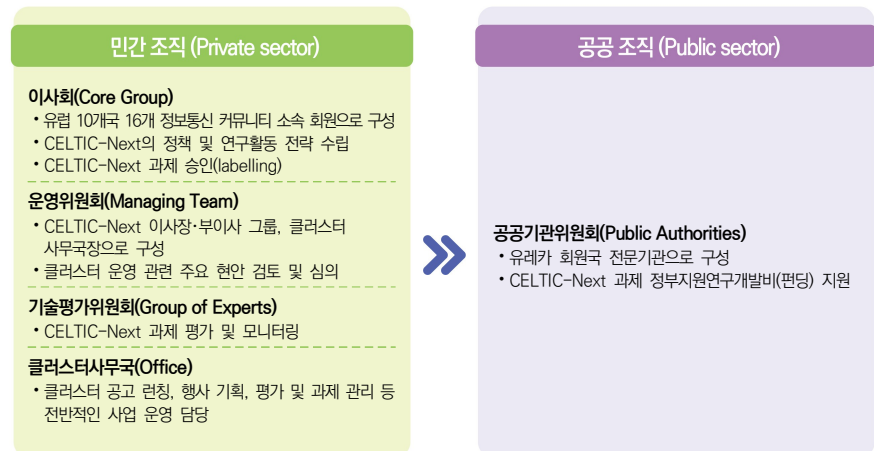 민간 조직 (Private sector)
이사회(Core Group)
• 유럽 10개국 16개 정보통신 커뮤니티 소속 회원으로 구성
• CELTIC-Next의 정책 및 연구활동 전략 수립
• CELTIC-Next 과제 승인(labelling)
운영위원회(Managing Team)
• CELTIC-Next 이사장·부이사 그룹, 클러스터
사무국장으로 구성
• 클러스터 운영 관련 주요 현안 검토 및 심의
기술평가위원회(Group of Experts)
• CELTIC-Next 과제 평가 및 모니터링
클러스터사무국(Office)
• 클러스터 공고 런칭, 행사 기획, 평가 및 과제 관리 등
전반적인 사업 운영 담당
공공 조직 (Public sector)
공공기관위원회(Public Authorities)
• 유레카 회원국 전문기관으로 구성
• CELTIC-Next 과제 정부지원연구개발비(펀딩) 지원